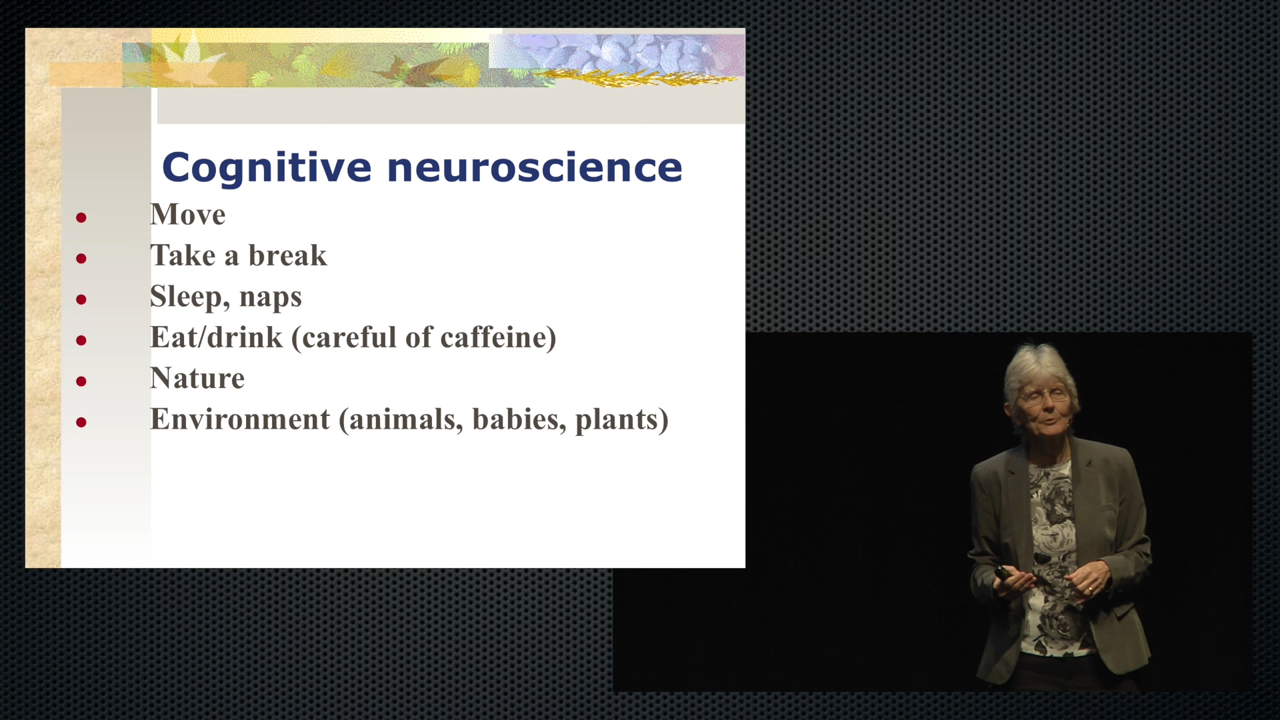 Cognitive neuroscience
Move
Take a break
Sleep, naps
Eat/drink (careful of caffeine)
Nature
Environment (animals, babies, plants)